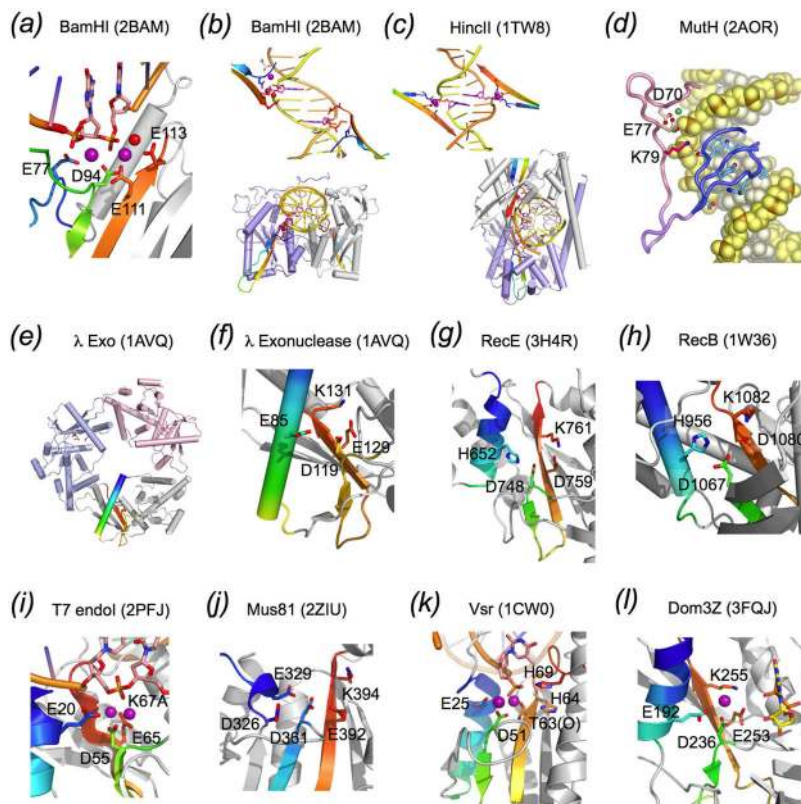 (a) BamHI (2BAM)
E77
D94
E113
E111
(b) BamHI (2BAM)
(c) HincII (1TW8)
(d) MutH (2AOR)
D70
E77
K79
(e) λ Exo (1AVQ)
(f) λ Exonuclease (1AVQ)
K131
E85
E129
D119
(g) RecE (3H4R)
K761
H652
D748
D759
(h) RecB (1W36)
K1082
H956
D1080
D1067
(i) T7 endoI (2PFJ)
K67A
E20
E65
D55
(j) Mus81 (2ZIU)
E329
K394
D326
D361
E392
(k) Vsr (1CW0)
H69
E25
H64
T63(O)
D51
(l) Dom3Z (3FQJ)
K255
E192
E253
D236